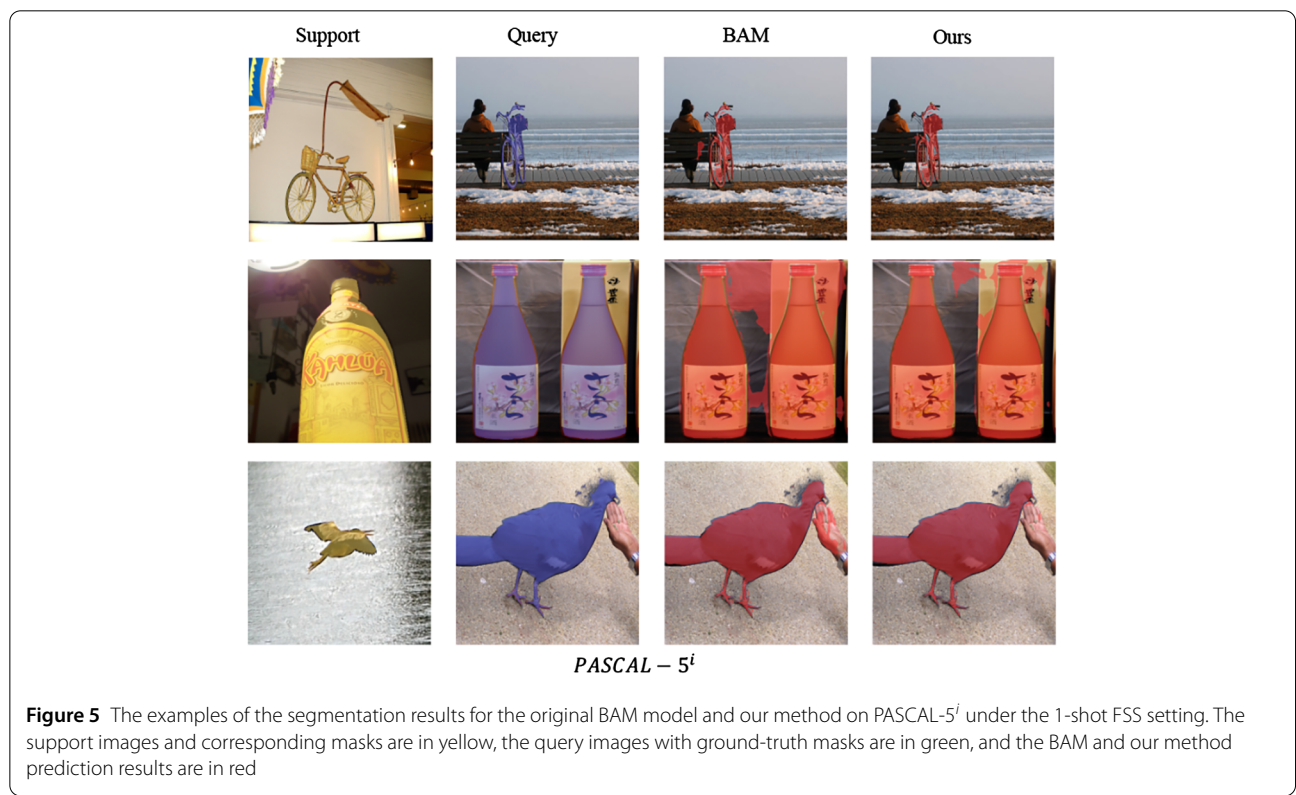 Support Query BAM Ours
KAHLÚA
PASCAL − 5ⁱ
Figure 5 The examples of the segmentation results for the original BAM model and our method on PASCAL-5ⁱ under the 1-shot FSS setting. The
support images and corresponding masks are in yellow, the query images with ground-truth masks are in green, and the BAM and our method
prediction results are in red